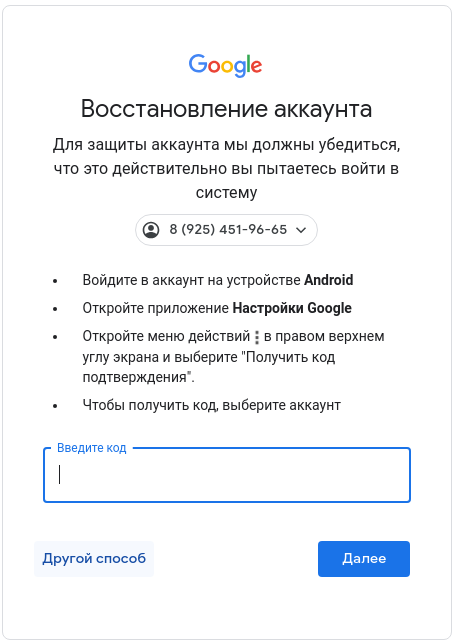 Google
Восстановление аккаунта
Для защиты аккаунта мы должны убедиться,
что это действительно вы пытаетесь войти в
систему
8 (925) 451-96-65
• Войдите в аккаунт на устройстве Android
• Откройте приложение Настройки Google
• Откройте меню действий ⋮ в правом верхнем
углу экрана и выберите "Получить код
подтверждения".
• Чтобы получить код, выберите аккаунт
Введите код
Другой способ
Далее